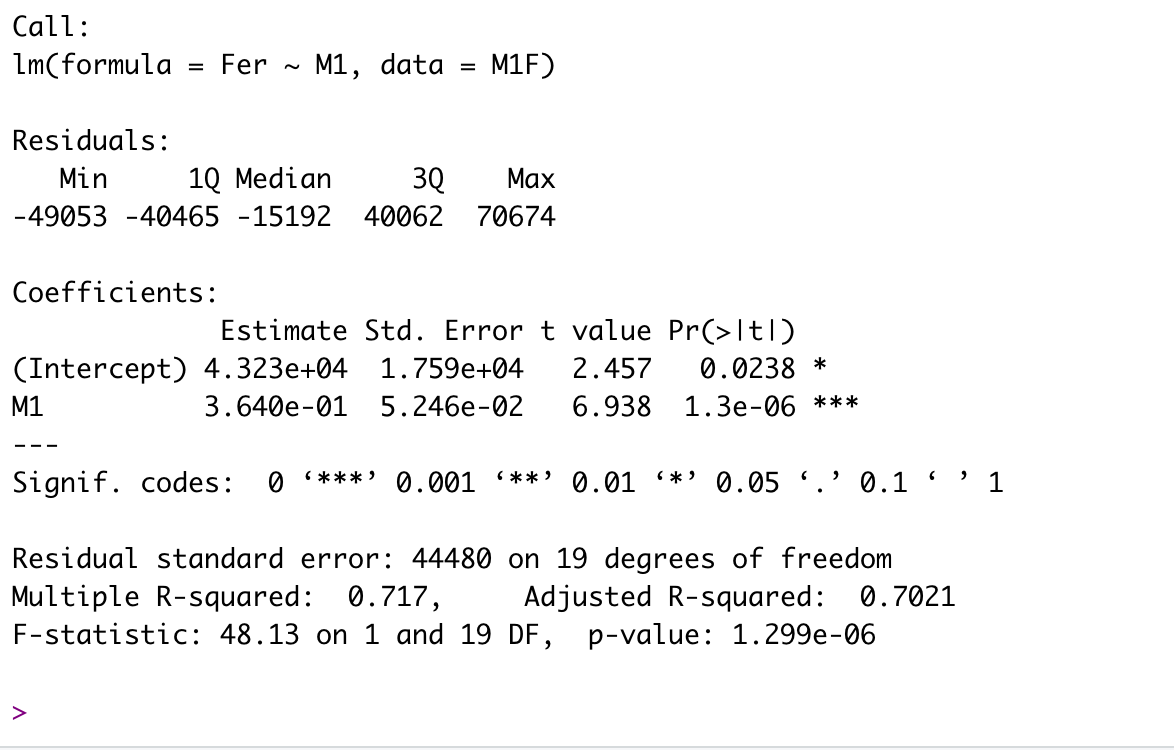 Call:
lm(formula = Fer ~ M1, data = M1F)
Residuals:
   Min     1Q Median     3Q    Max
-49053 -40465 -15192  40062  70674
Coefficients:
             Estimate Std. Error t value Pr(>|t|)
(Intercept) 4.323e+04  1.759e+04   2.457   0.0238 *
M1          3.640e-01  5.246e-02   6.938  1.3e-06 ***
---
Signif. codes:  0 ‘***’ 0.001 ‘**’ 0.01 ‘*’ 0.05 ‘.’ 0.1 ‘ ’ 1
Residual standard error: 44480 on 19 degrees of freedom
Multiple R-squared:  0.717,     Adjusted R-squared:  0.7021
F-statistic: 48.13 on 1 and 19 DF,  p-value: 1.299e-06
>